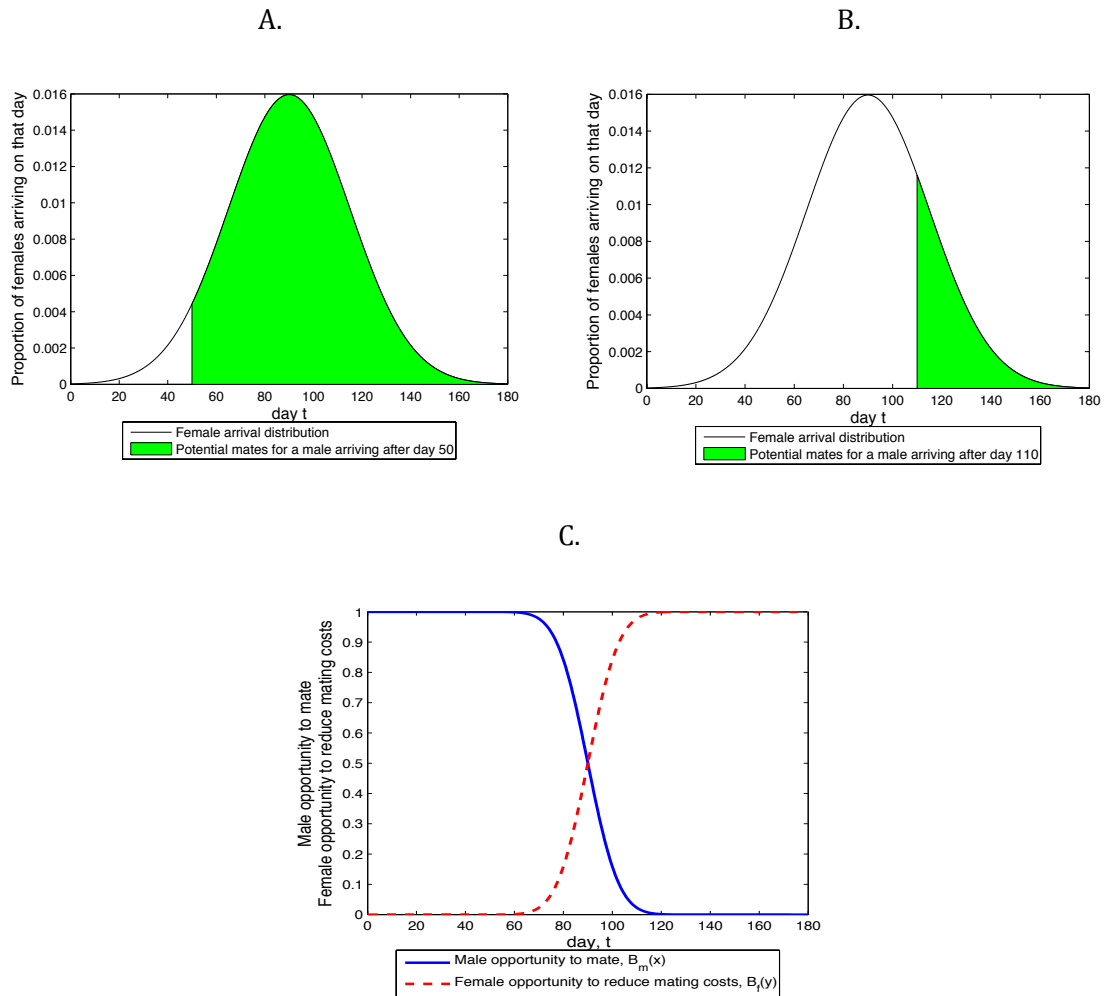 A.
Proportion of females arriving on that day
0.016
0.014
0.012
0.01
0.008
0.006
0.004
0.002
0
0 20 40 60 80 100 120 140 160 180
day t
Female arrival distribution
Potential mates for a male arriving after day 50
B.
Proportion of females arriving on that day
0.016
0.014
0.012
0.01
0.008
0.006
0.004
0.002
0
0 20 40 60 80 100 120 140 160 180
day t
Female arrival distribution
Potential mates for a male arriving after day 110
C.
Male opportunity to mate
Female opportunity to reduce mating costs
1
0.9
0.8
0.7
0.6
0.5
0.4
0.3
0.2
0.1
0
0 20 40 60 80 100 120 140 160 180
day, t
Male opportunity to mate, B_m(x)
Female opportunity to reduce mating costs, B_f(y)